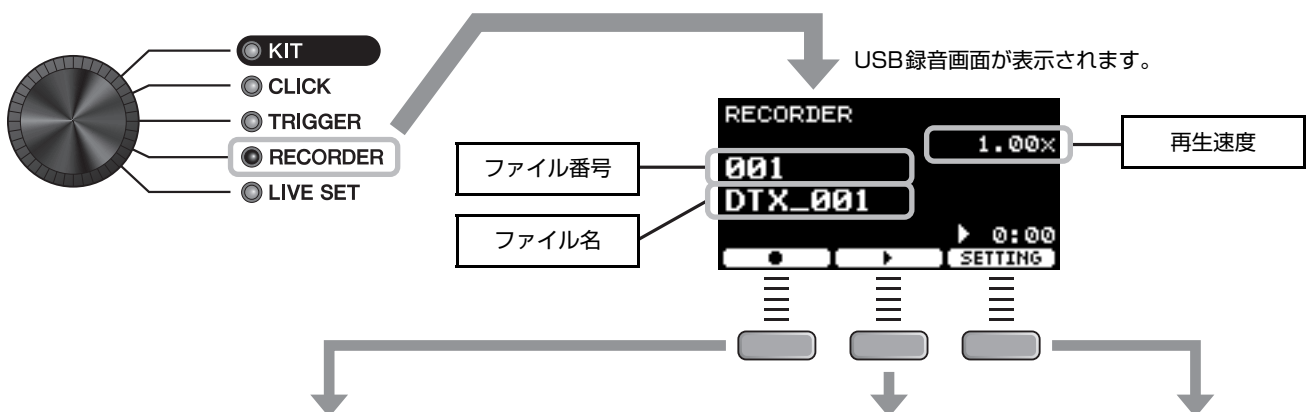 KIT
CLICK
TRIGGER
RECORDER
LIVE SET
USB録音画面が表示されます。
RECORDER
1.00x
001
DTX_001
0:00
SETTING
ファイル番号
ファイル名
再生速度